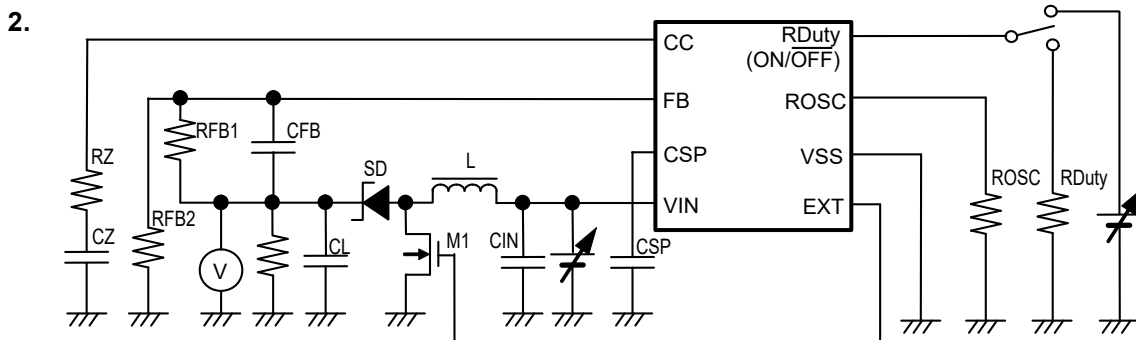 2.
CC
RDuty
(ON/OFF)
FB
ROSC
CSP
VSS
VIN
EXT
RFB1
CFB
RZ
SD
L
ROSC
RDuty
RFB2
CZ
V
CL
M1
CIN
CSP